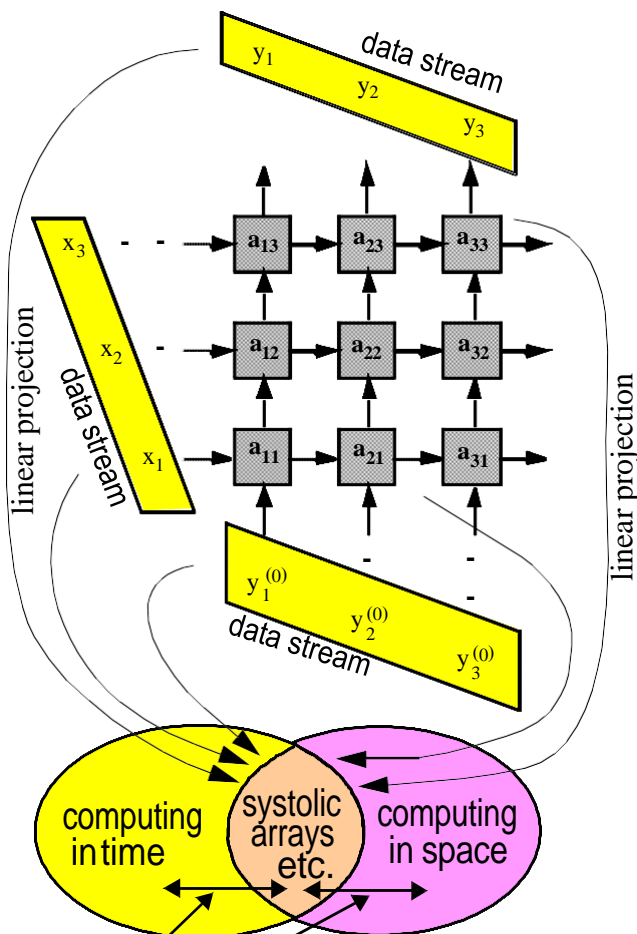 y1 y2 y3
data stream
x3 - - a13 a23 a33
x2 - a12 a22 a32
x1 a11 a21 a31
data stream
linear projection
linear projection
- -
-
y1(0) y2(0) y3(0)
data stream
computing
in time
systolic
arrays
etc.
computing
in space